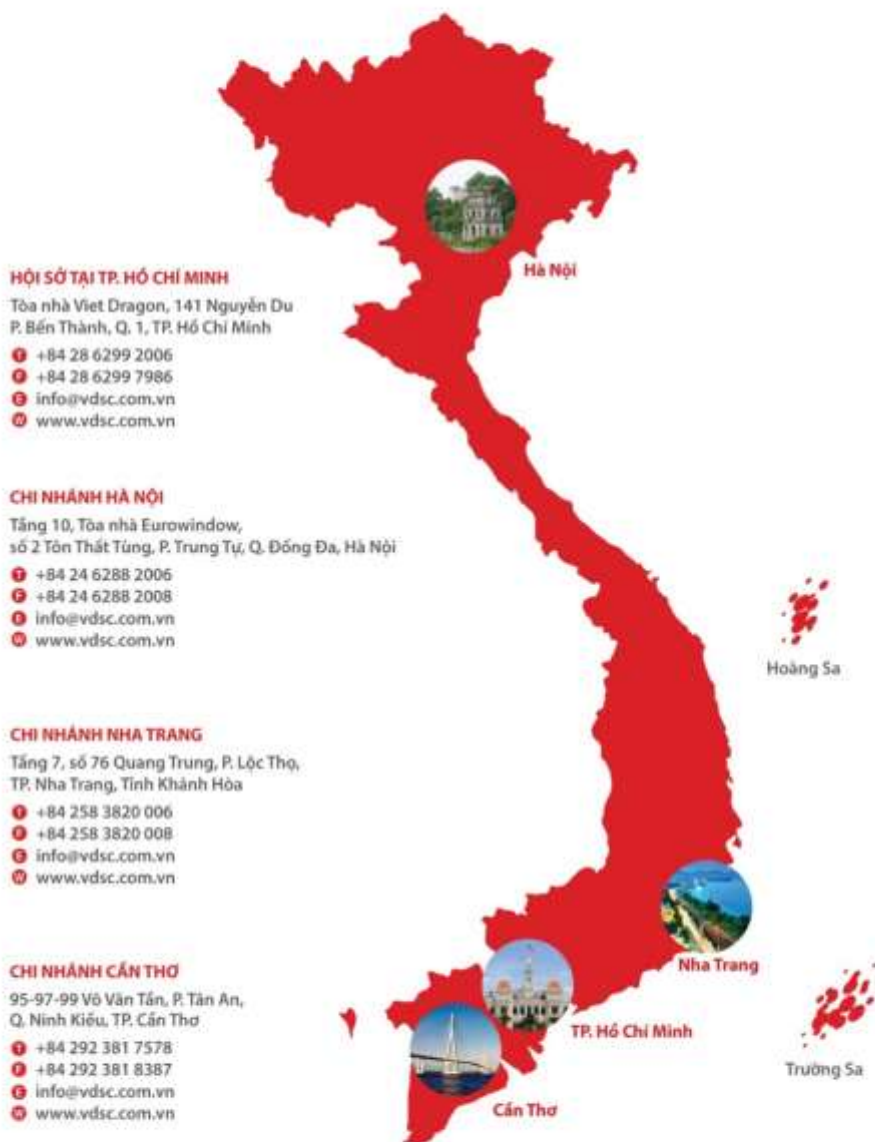 HỘI SỞ TẠI TP. HỒ CHÍ MINH
Tòa nhà Viet Dragon, 141 Nguyễn Du
P. Bến Thành, Q. 1, TP. Hồ Chí Minh
T +84 28 6299 2006
F +84 28 6299 7986
E info@vdsc.com.vn
W www.vdsc.com.vn
CHI NHÁNH HÀ NỘI
Tầng 10, Tòa nhà Eurowindow,
số 2 Tôn Thất Tùng, P. Trung Tự, Q. Đống Đa, Hà Nội
T +84 24 6288 2006
F +84 24 6288 2008
E info@vdsc.com.vn
W www.vdsc.com.vn
CHI NHÁNH NHA TRANG
Tầng 7, số 76 Quang Trung, P. Lộc Thọ,
TP. Nha Trang, Tỉnh Khánh Hòa
T +84 258 3820 006
F +84 258 3820 008
E info@vdsc.com.vn
W www.vdsc.com.vn
CHI NHÁNH CẦN THƠ
95-97-99 Võ Văn Tần, P. Tân An,
Q. Ninh Kiều, TP. Cần Thơ
T +84 292 381 7578
F +84 292 381 8387
E info@vdsc.com.vn
W www.vdsc.com.vn
Hà Nội
Hoàng Sa
Nha Trang
TP. Hồ Chí Minh
Trường Sa
Cần Thơ